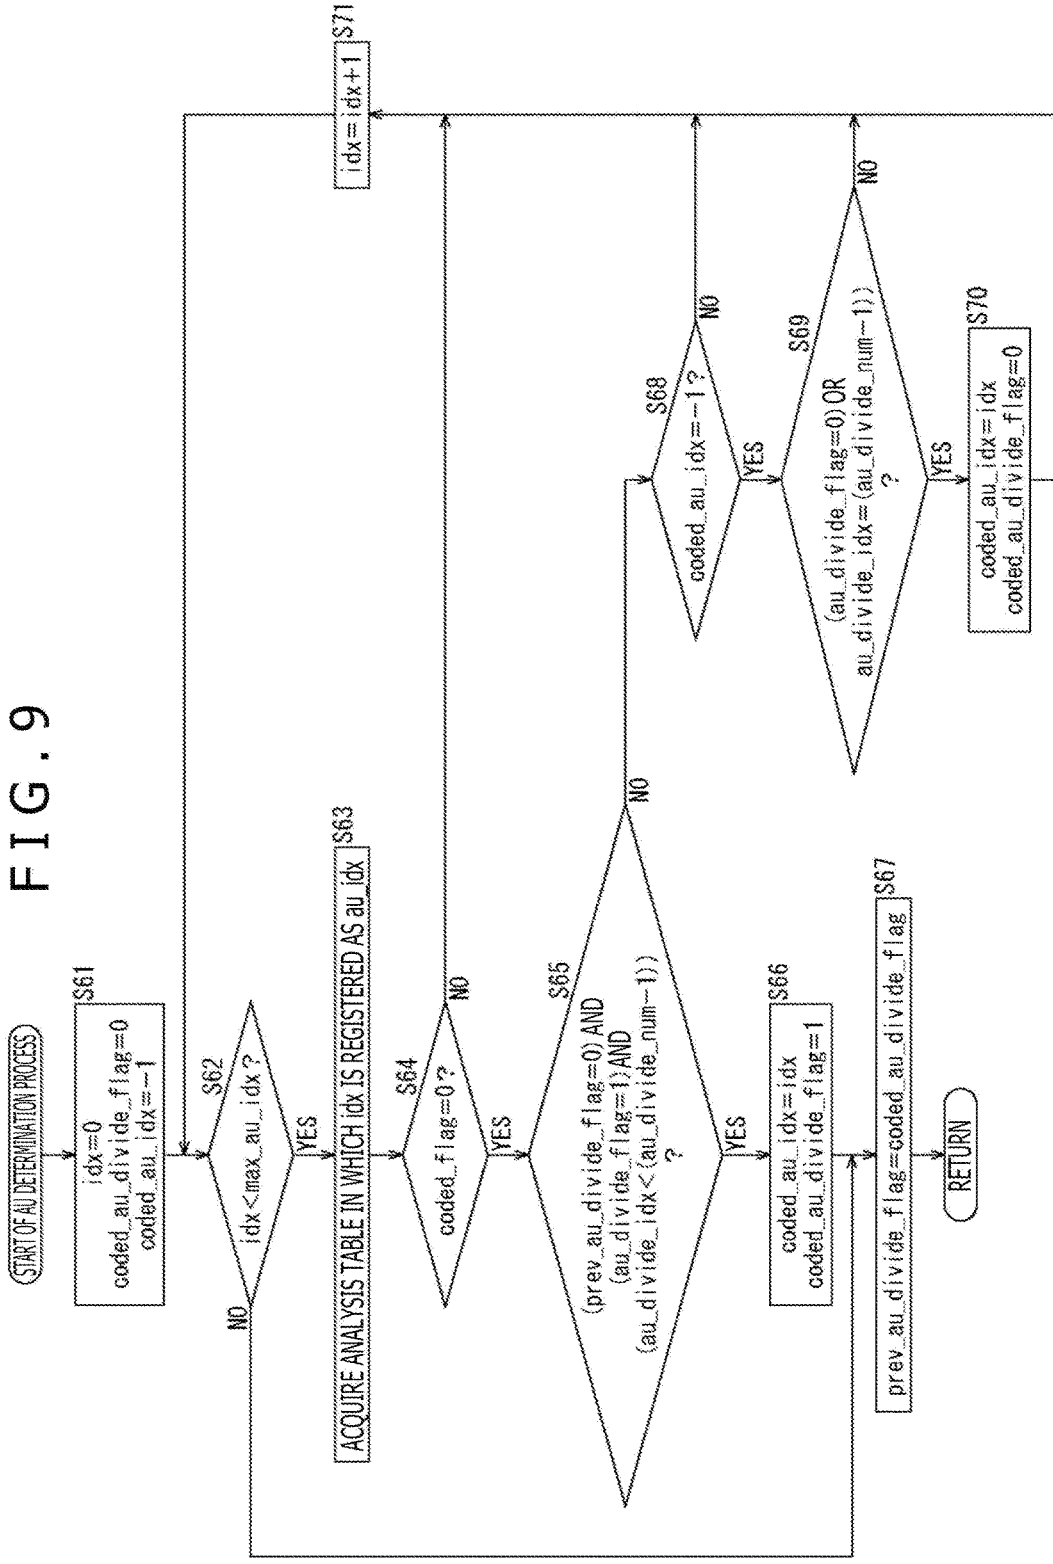 FIG.9
START OF AU DETERMINATION PROCESS
S61
idx=0
coded_au_divide_flag=0
coded_au_idx=-1
S62
idx<max_au_idx?
NO
YES
S63
ACQUIRE ANALYSIS TABLE IN WHICH idx IS REGISTERED AS au_idx
S64
coded_flag=0?
NO
YES
S65
(prev_au_divide_flag=0)AND
(au_divide_flag=1)AND
(au_divide_idx<(au_divide_num-1))
?
NO
YES
S66
coded_au_idx=idx
coded_au_divide_flag=1
S67
prev_au_divide_flag=coded_au_divide_flag
RETURN
S68
coded_au_idx=-1?
NO
YES
S69
(au_divide_flag=0)OR
au_divide_idx=(au_divide_num-1))
?
NO
YES
S70
coded_au_idx=idx
coded_au_divide_flag=0
S71
idx=idx+1